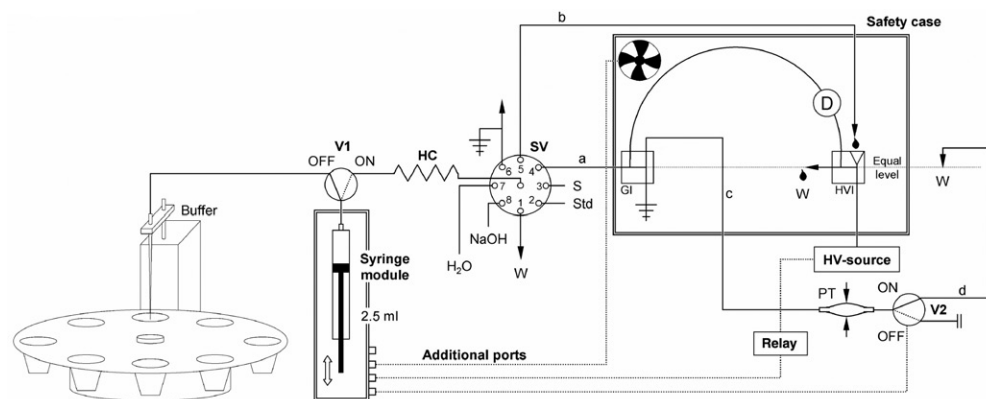 b
Safety case
D
V1
OFF
ON
HC
SV
a
6
5
4
7
3
8
1
2
S
Std
NaOH
H₂O
W
GI
c
W
HVI
Equal
level
W
Buffer
Syringe
module
2.5 ml
HV-source
PT
ON
V2
OFF
d
Relay
Additional ports